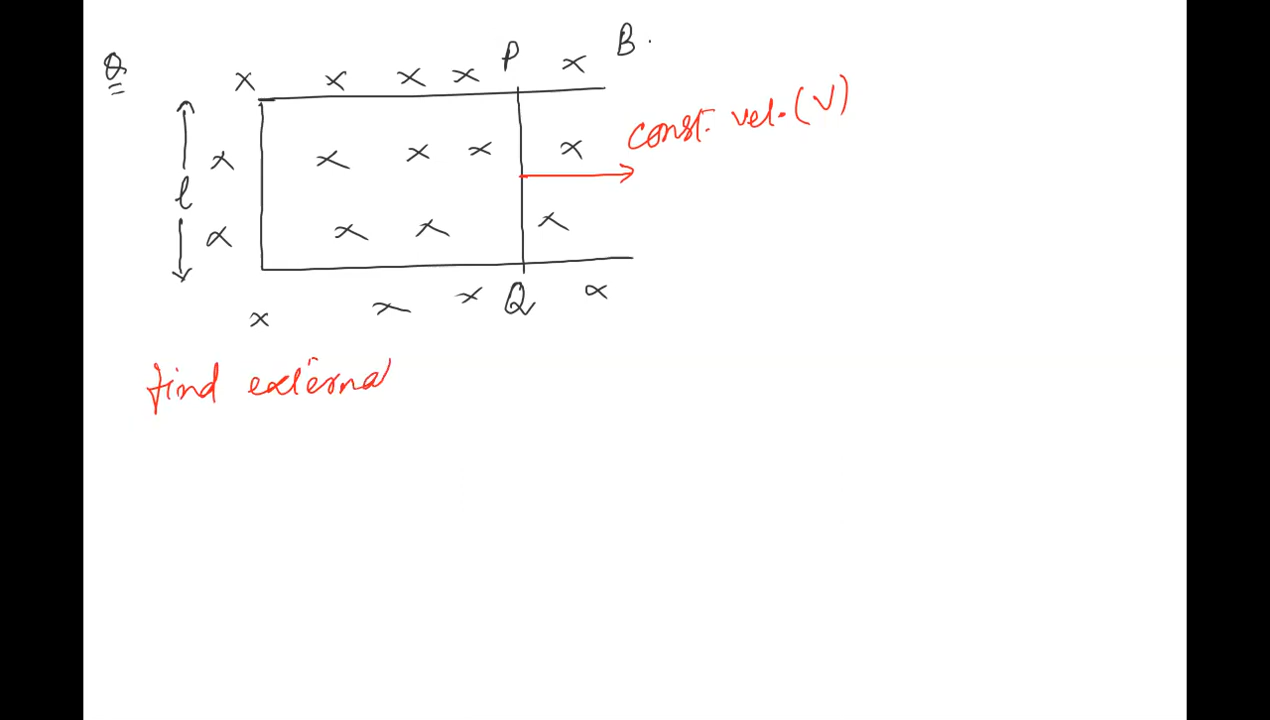 Q
P
B.
const. vel. (V)
l
Q
find external